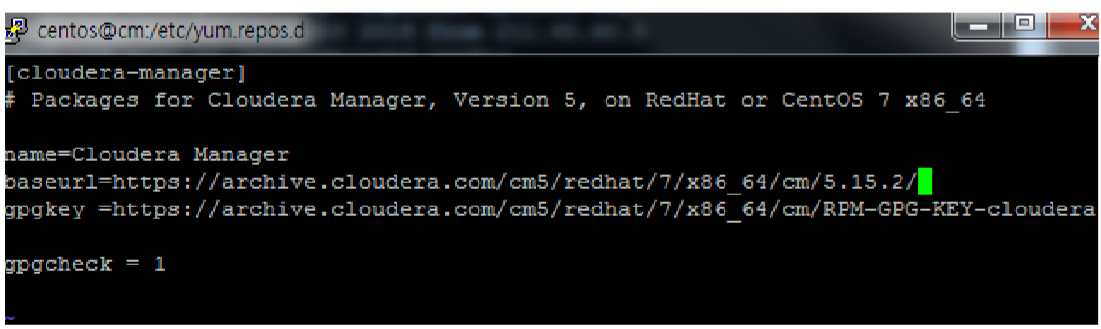 centos@cm:/etc/yum.repos.d
[cloudera-manager]
# Packages for Cloudera Manager, Version 5, on RedHat or CentOS 7 x86_64
name=Cloudera Manager
baseurl=https://archive.cloudera.com/cm5/redhat/7/x86_64/cm/5.15.2/
gpgkey =https://archive.cloudera.com/cm5/redhat/7/x86_64/cm/RPM-GPG-KEY-cloudera
gpgcheck = 1
~